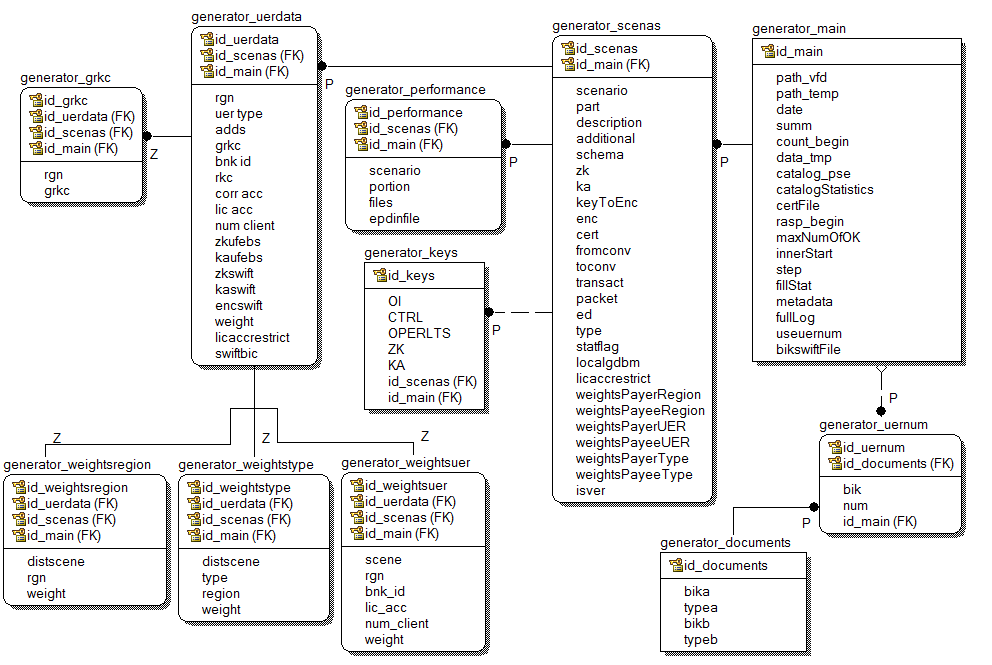 generator_uerdata
id_uerdata
id_scenas (FK)
id_main (FK)
rgn
uer type
adds
grkc
bnk id
rkc
corr acc
lic acc
num client
zkufebs
kaufebs
zkswift
kaswift
encswift
weight
licaccrestrict
swiftbic
P
generator_grkc
id_grkc
id_uerdata (FK)
id_scenas (FK)
id_main (FK)
rgn
grkc
Z
generator_performance
id_performance
id_scenas (FK)
id_main (FK)
scenario
portion
files
epdinfile
P
generator_keys
id_keys
OI
CTRL
OPERLTS
ZK
KA
id_scenas (FK)
id_main (FK)
P
generator_scenas
id_scenas
id_main (FK)
scenario
part
description
additional
schema
zk
ka
keyToEnc
enc
cert
fromconv
toconv
transact
packet
ed
type
statflag
localgdbm
licaccrestrict
weightsPayerRegion
weightsPayeeRegion
weightsPayerUER
weightsPayeeUER
weightsPayerType
weightsPayeeType
isver
P
generator_main
id_main
path_vfd
path_temp
date
summ
count_begin
data_tmp
catalog_pse
catalogStatistics
certFile
rasp_begin
maxNumOfOK
innerStart
step
fillStat
metadata
fullLog
useuernum
bikswiftFile
P
generator_uernum
id_uernum
id_documents (FK)
bik
num
id_main (FK)
P
generator_documents
id_documents
bika
typea
bikb
typeb
Z
generator_weightsregion
id_weightsregion
id_uerdata (FK)
id_scenas (FK)
id_main (FK)
distscene
rgn
weight
Z
generator_weightstype
id_weightstype
id_uerdata (FK)
id_scenas (FK)
id_main (FK)
distscene
type
region
weight
Z
generator_weightsuer
id_weightsuer
id_uerdata (FK)
id_scenas (FK)
id_main (FK)
scene
rgn
bnk_id
lic_acc
num_client
weight